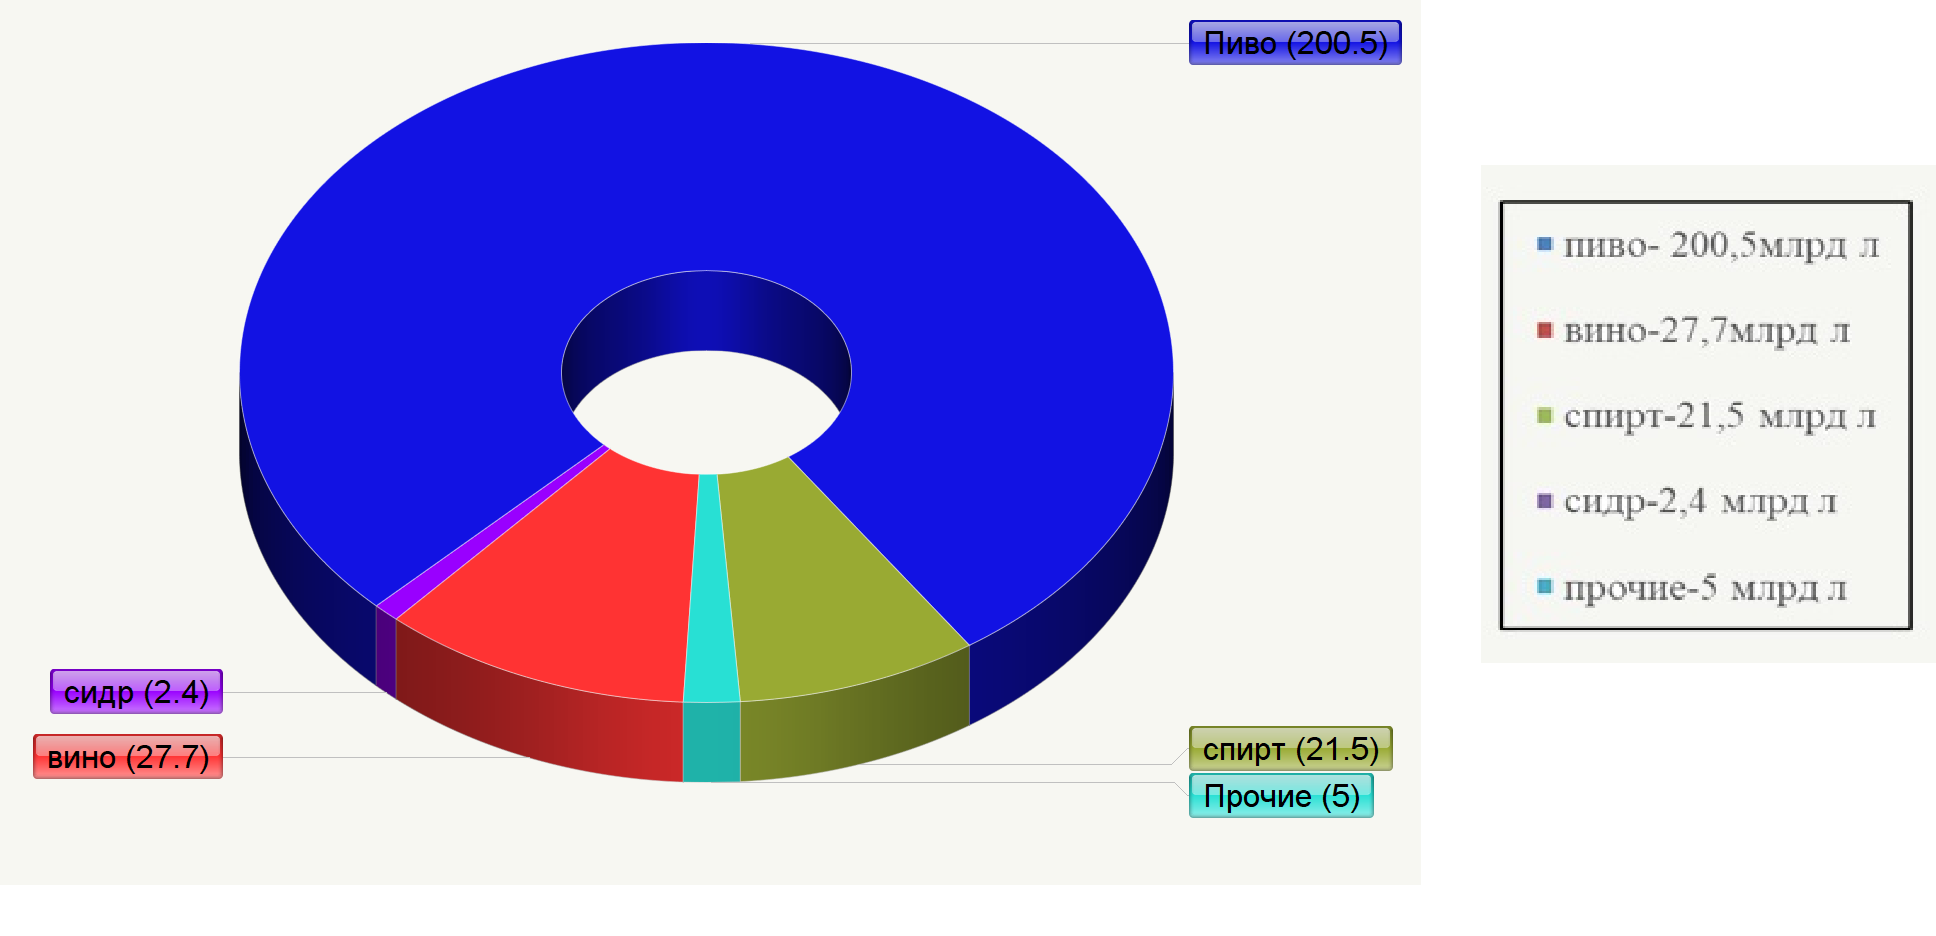 Пиво (200.5)
сидр (2.4)
вино (27.7)
спирт (21.5)
Прочие (5)
пиво- 200,5млрд л
вино-27,7млрд л
спирт-21,5 млрд л
сидр-2,4 млрд л
прочие-5 млрд л